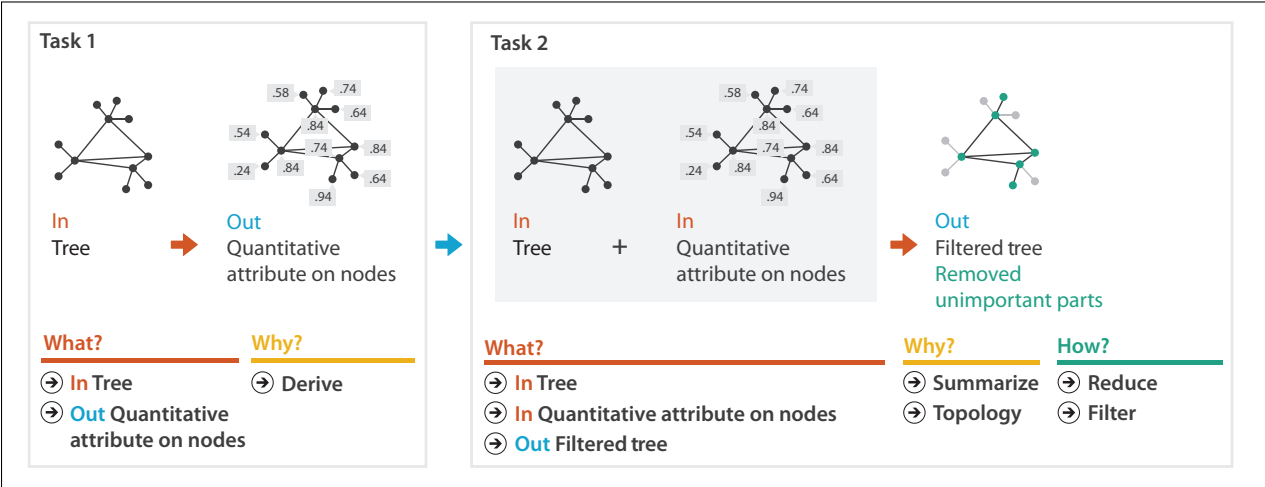 Task 1
.58
.74
.64
.54
.84
.74
.84
.24
.84
.64
.94
In
Tree
Out
Quantitative
attribute on nodes
What?
In Tree
Out Quantitative
attribute on nodes
Why?
Derive
Task 2
.58
.74
.64
.54
.84
.74
.84
.24
.84
.64
.94
In
Tree
+
In
Quantitative
attribute on nodes
Out
Filtered tree
Removed
unimportant parts
What?
In Tree
In Quantitative attribute on nodes
Out Filtered tree
Why?
Summarize
Topology
How?
Reduce
Filter